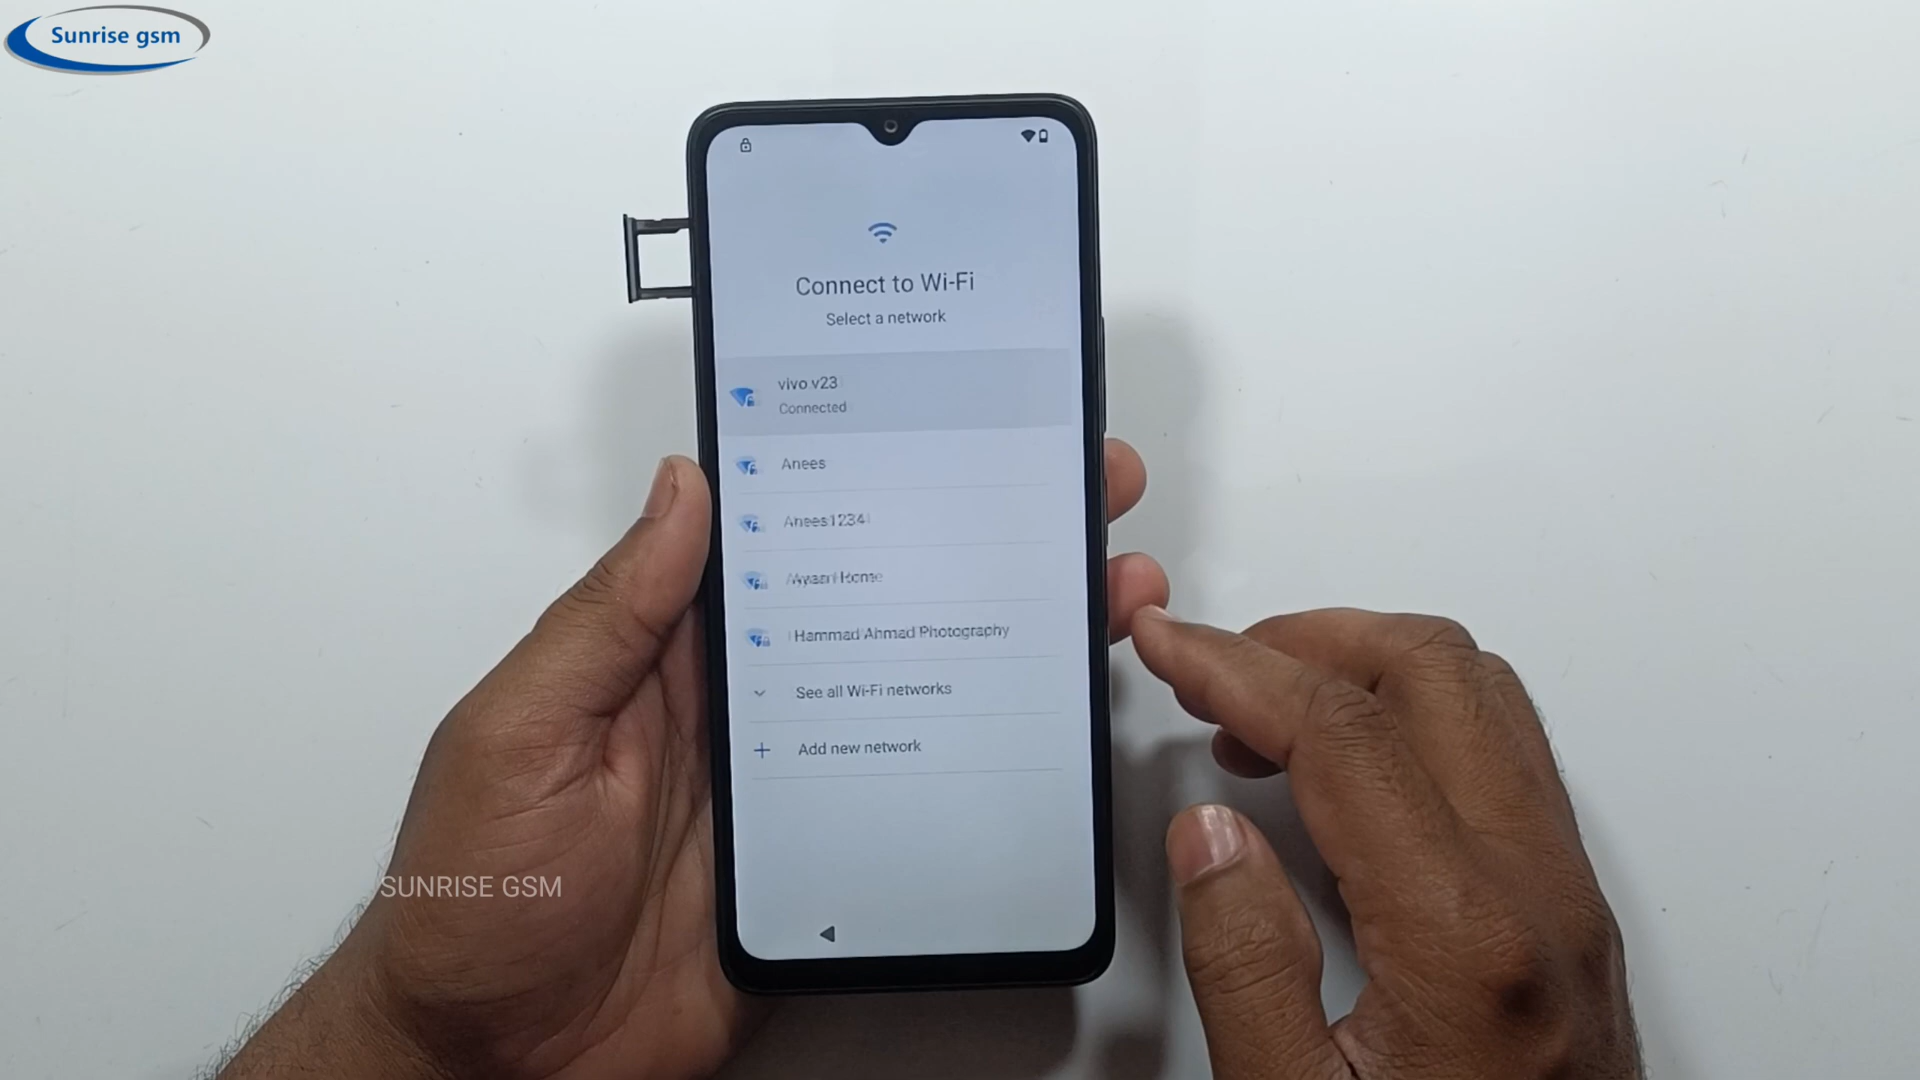 Sunrise gsm
Connect to Wi-Fi
Select a network
vivo v23
Connected
Anees
Anees1234
Home
Hammad Ahmad Photography
See all Wi-Fi networks
Add new network
SUNRISE GSM